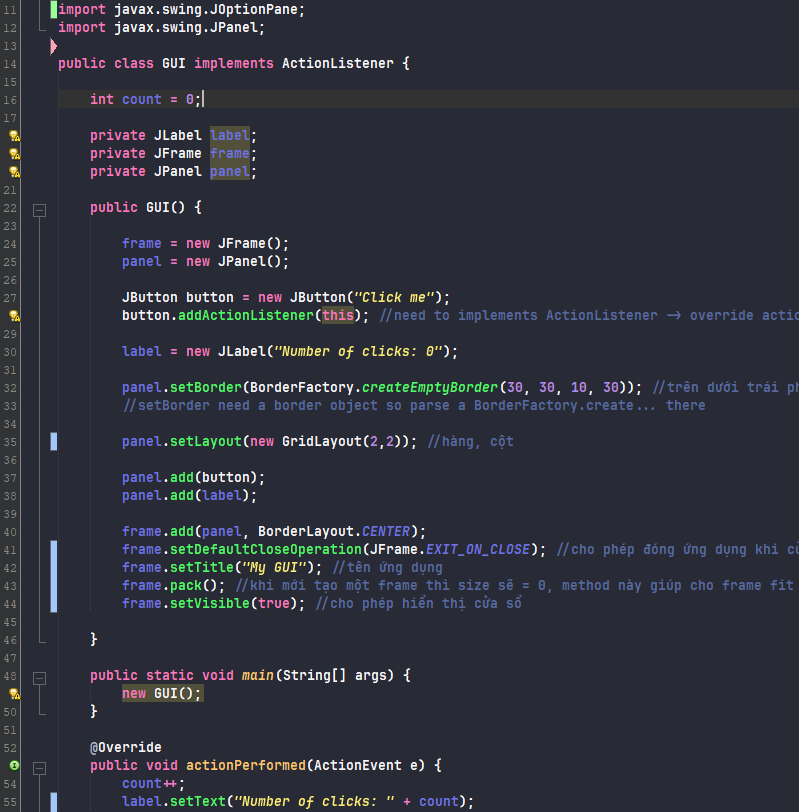 11 import javax.swing.JOptionPane;
12 import javax.swing.JPanel;
13
14 public class GUI implements ActionListener {
15
16 int count = 0;
17
private JLabel label;
private JFrame frame;
private JPanel panel;
21
22 public GUI() {
23
24 frame = new JFrame();
25 panel = new JPanel();
26
27 JButton button = new JButton("Click me");
button.addActionListener(this); //need to implements ActionListener -> override actio
29
30 label = new JLabel("Number of clicks: 0");
31
32 panel.setBorder(BorderFactory.createEmptyBorder(30, 30, 10, 30)); //trên dưới trái ph
33 //setBorder need a border object so parse a BorderFactory.create... there
34
35 panel.setLayout(new GridLayout(2,2)); //hàng, cột
36
37 panel.add(button);
38 panel.add(label);
39
40 frame.add(panel, BorderLayout.CENTER);
41 frame.setDefaultCloseOperation(JFrame.EXIT_ON_CLOSE); //cho phép đóng ứng dụng khi cử
42 frame.setTitle("My GUI"); //tên ứng dụng
43 frame.pack(); //khi mới tạo một frame thì size sẽ = 0, method này giúp cho frame fit
44 frame.setVisible(true); //cho phép hiển thị cửa sổ
45
46 }
47
48 public static void main(String[] args) {
new GUI();
50 }
51
52 @Override
public void actionPerformed(ActionEvent e) {
54 count++;
55 label.setText("Number of clicks: " + count);